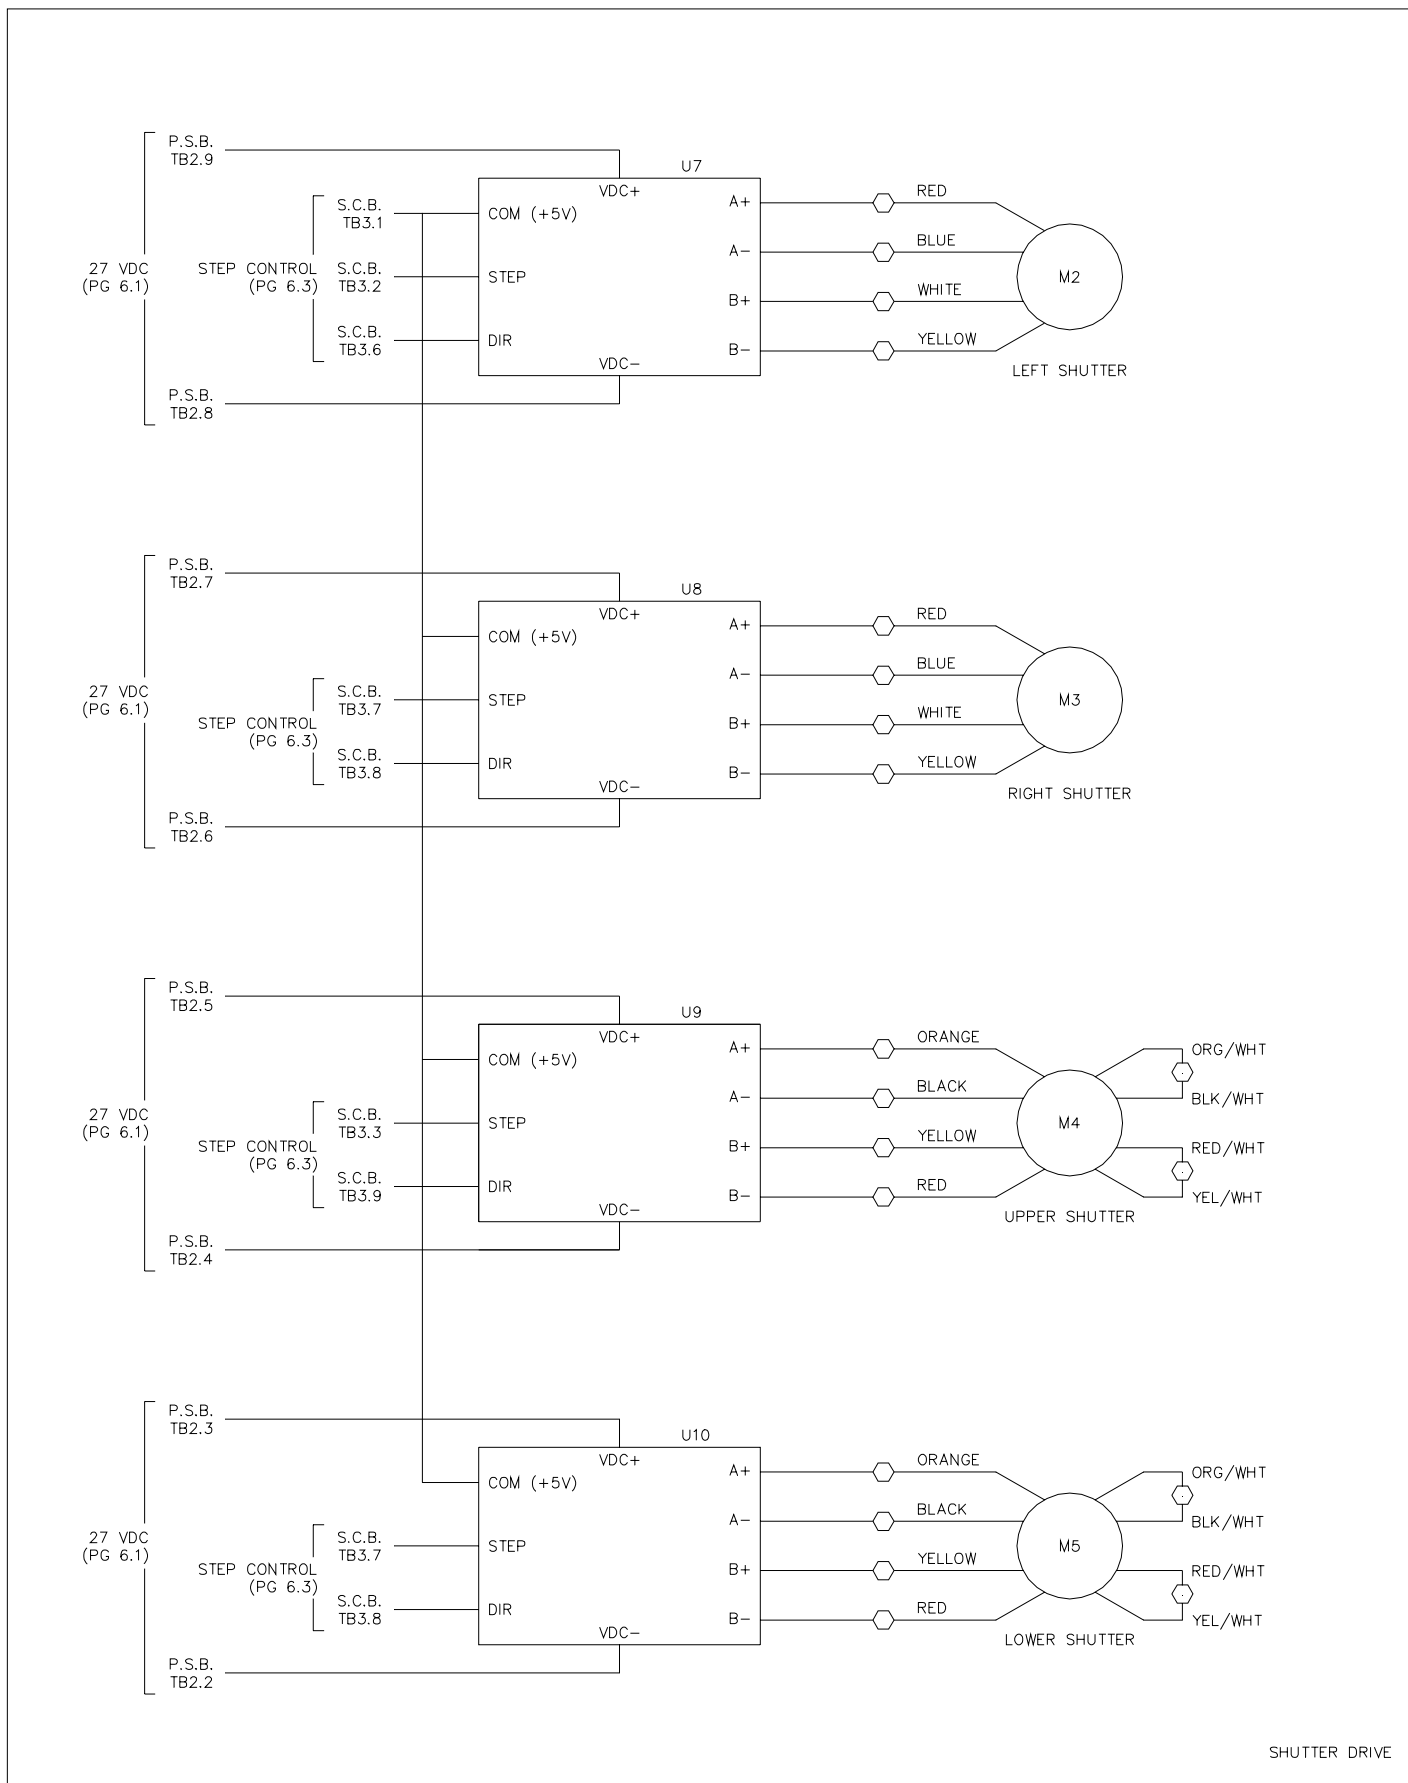 P.S.B.
TB2.9
U7
VDC+
S.C.B.
TB3.1
COM (+5V)
27 VDC
(PG 6.1)
STEP CONTROL
(PG 6.3)
S.C.B.
TB3.2
STEP
S.C.B.
TB3.6
DIR
VDC-
P.S.B.
TB2.8
A+
RED
A-
BLUE
B+
WHITE
B-
YELLOW
M2
LEFT SHUTTER
P.S.B.
TB2.7
U8
VDC+
COM (+5V)
27 VDC
(PG 6.1)
STEP CONTROL
(PG 6.3)
S.C.B.
TB3.7
STEP
S.C.B.
TB3.8
DIR
VDC-
P.S.B.
TB2.6
A+
RED
A-
BLUE
B+
WHITE
B-
YELLOW
M3
RIGHT SHUTTER
P.S.B.
TB2.5
U9
VDC+
COM (+5V)
27 VDC
(PG 6.1)
STEP CONTROL
(PG 6.3)
S.C.B.
TB3.3
STEP
S.C.B.
TB3.9
DIR
VDC-
P.S.B.
TB2.4
A+
ORANGE
A-
BLACK
B+
YELLOW
B-
RED
M4
ORG/WHT
BLK/WHT
RED/WHT
YEL/WHT
UPPER SHUTTER
P.S.B.
TB2.3
U10
VDC+
COM (+5V)
27 VDC
(PG 6.1)
STEP CONTROL
(PG 6.3)
S.C.B.
TB3.7
STEP
S.C.B.
TB3.8
DIR
VDC-
P.S.B.
TB2.2
A+
ORANGE
A-
BLACK
B+
YELLOW
B-
RED
M5
ORG/WHT
BLK/WHT
RED/WHT
YEL/WHT
LOWER SHUTTER
SHUTTER DRIVE